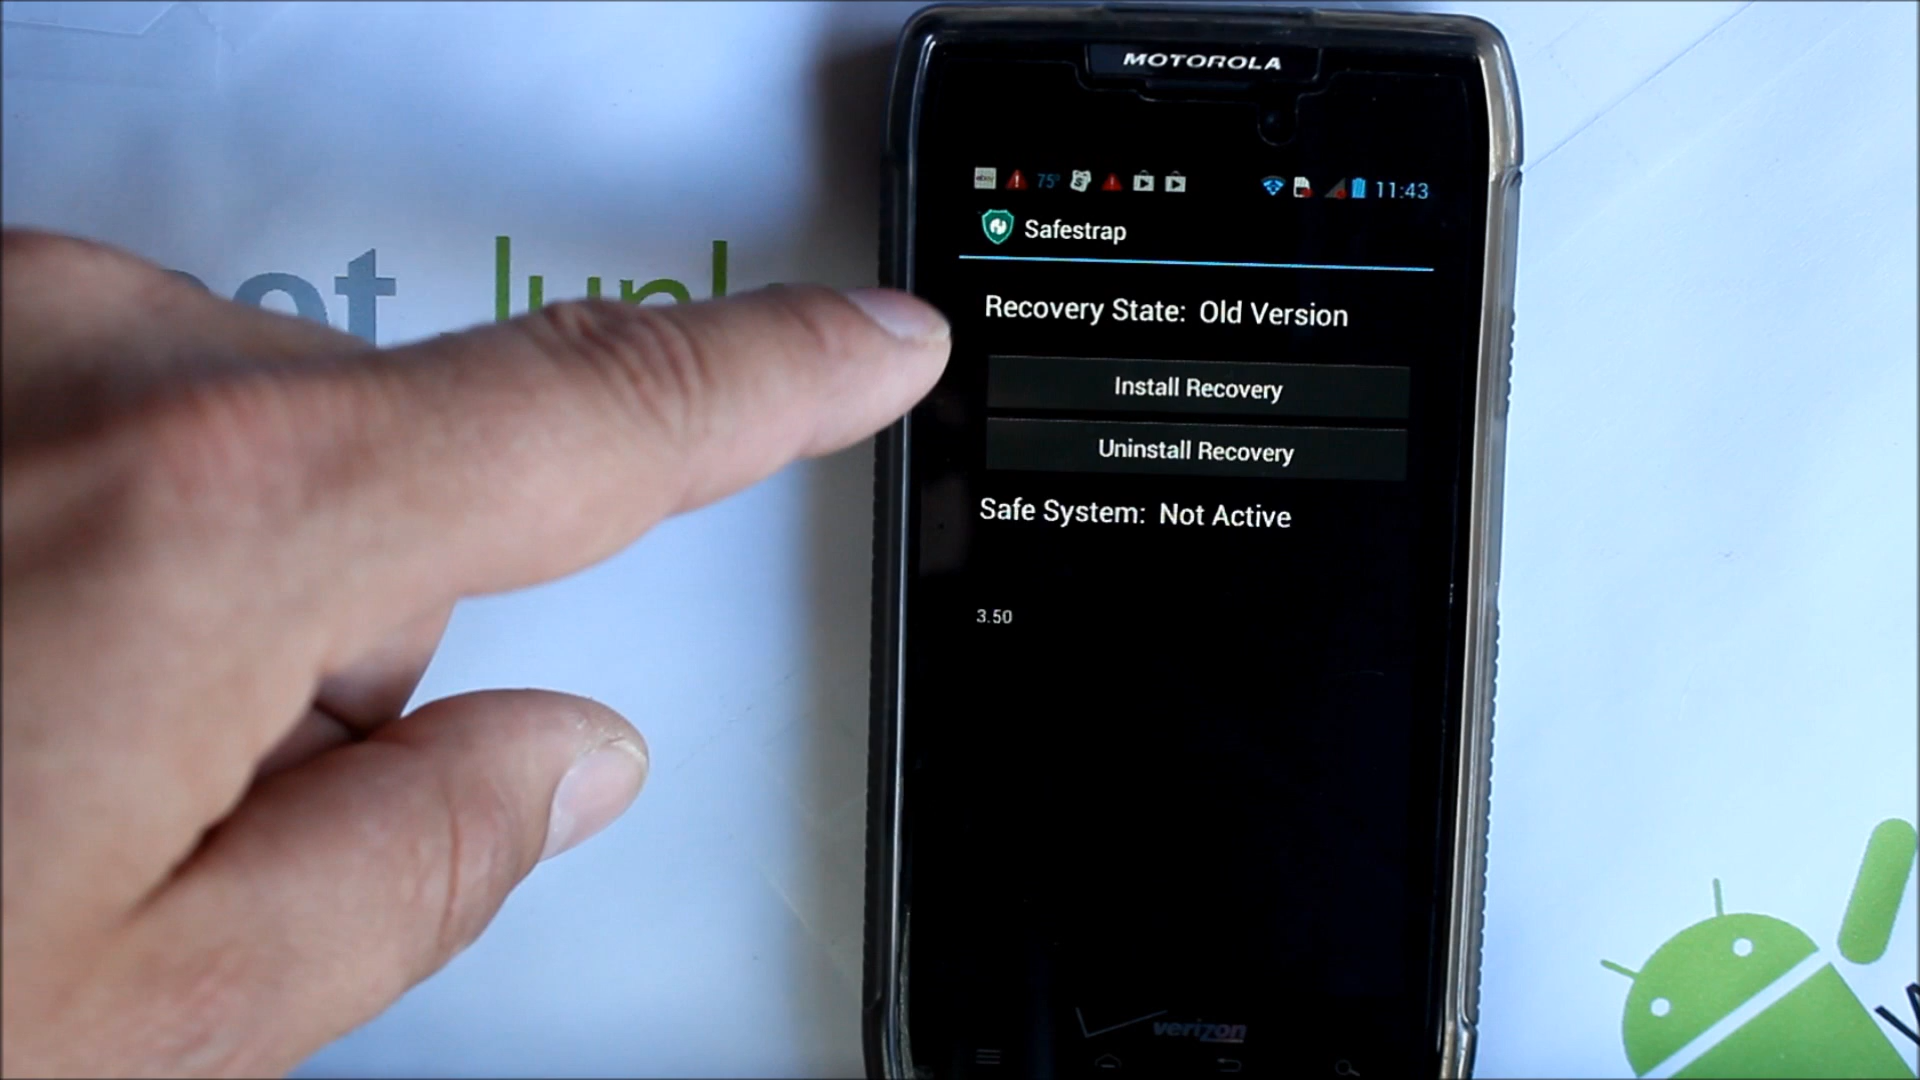 MOTOROLA
75°
11:43
Safestrap
Recovery State: Old Version
Install Recovery
Uninstall Recovery
Safe System: Not Active
3.50
verizon